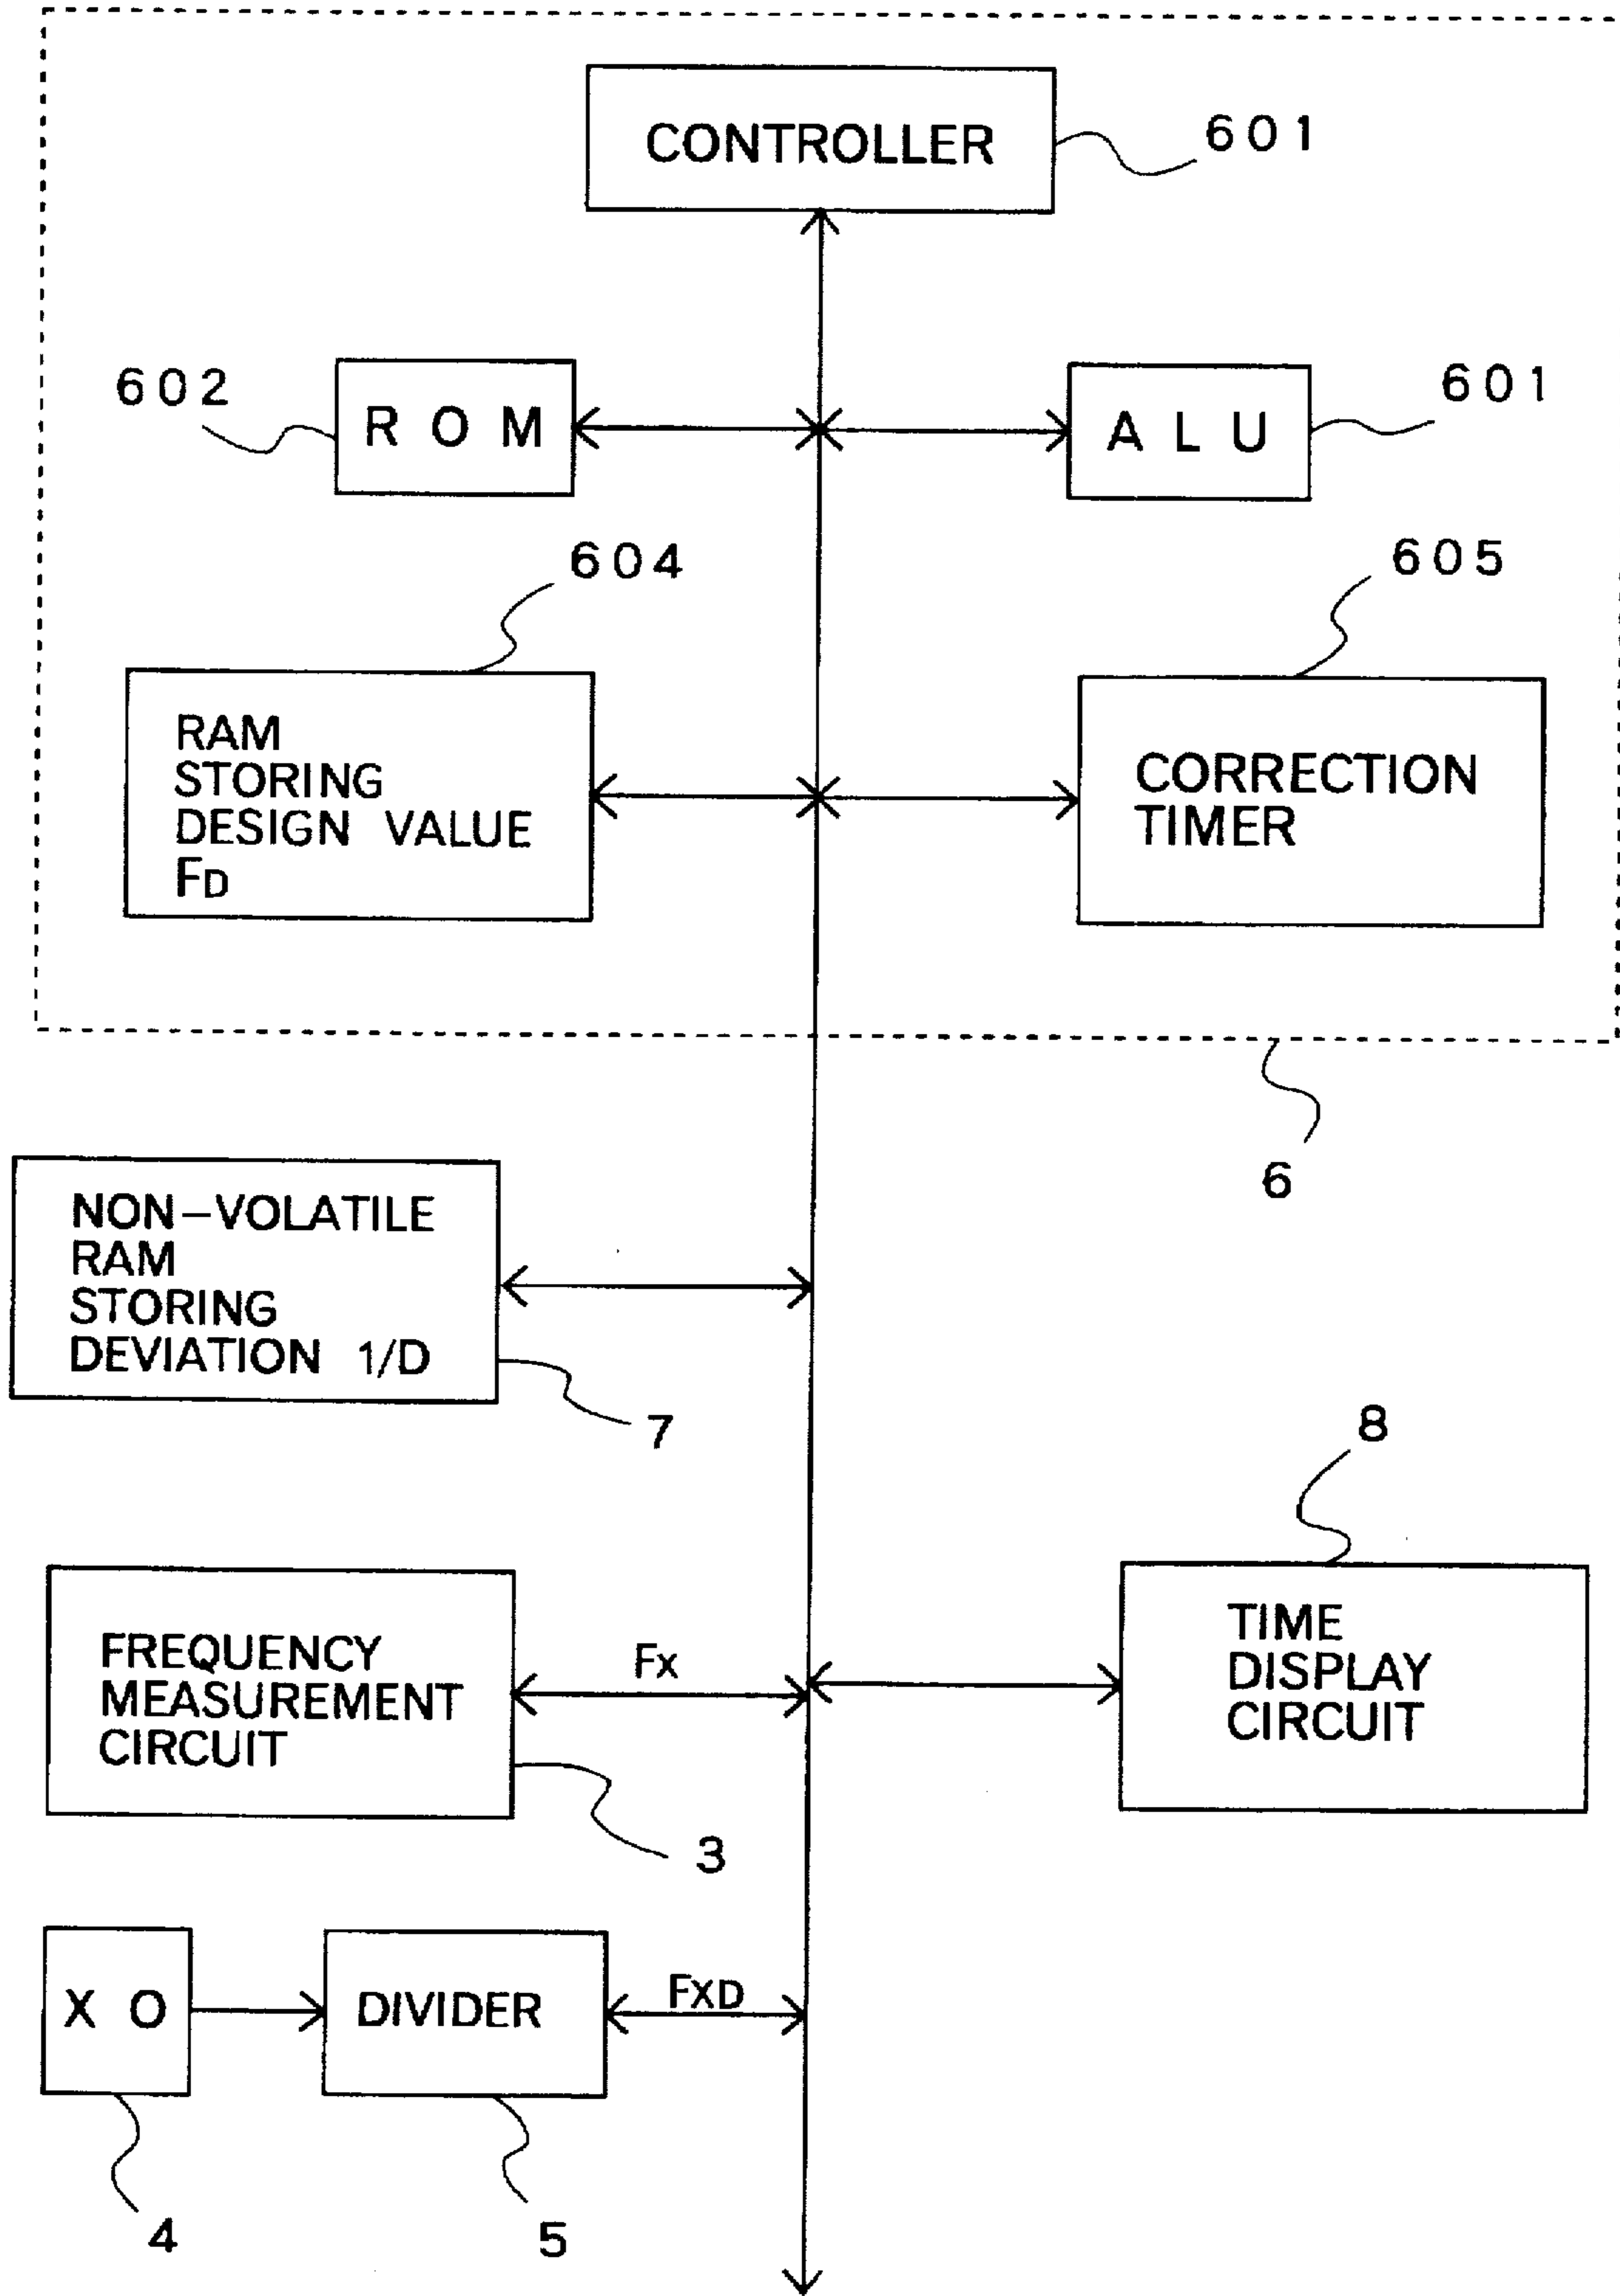 CONTROLLER
601
602
R O M
A L U
601
604
605
RAM
STORING
DESIGN VALUE
FD
CORRECTION
TIMER
6
NON-VOLATILE
RAM
STORING
DEVIATION 1/D
7
8
FREQUENCY
MEASUREMENT
CIRCUIT
Fx
TIME
DISPLAY
CIRCUIT
3
X O
DIVIDER
FXD
4
5